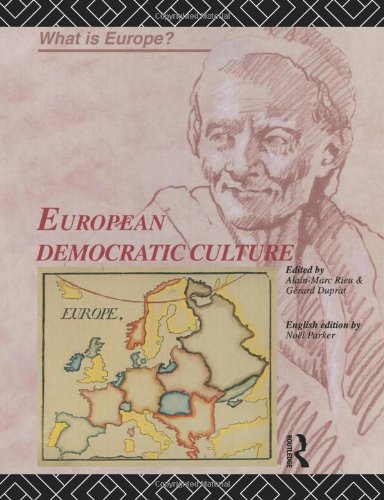 What is Europe?
EUROPEAN
DEMOCRATIC CULTURE
Edited by
Alain-Marc Rieu &
Gérard Duprat
English edition by
Noël Parker
EUROPE.
ROUTLEDGE